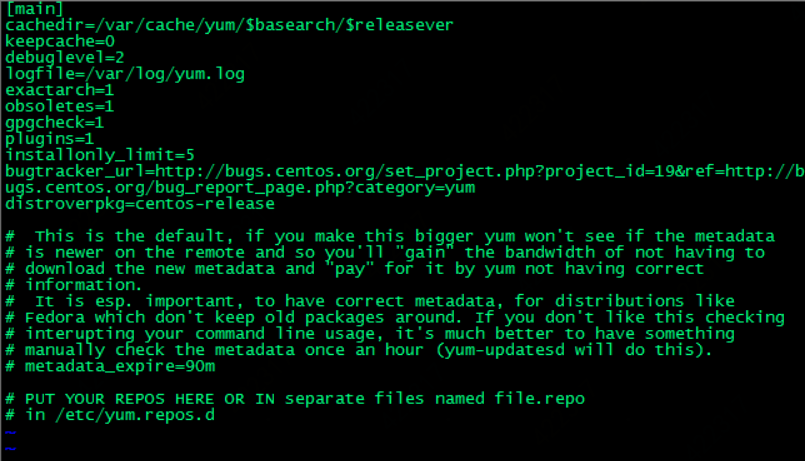 [main]
cachedir=/var/cache/yum/$basearch/$releasever
keepcache=0
debuglevel=2
logfile=/var/log/yum.log
exactarch=1
obsoletes=1
gpgcheck=1
plugins=1
installonly_limit=5
bugtracker_url=http://bugs.centos.org/set_project.php?project_id=19&ref=http://b
ugs.centos.org/bug_report_page.php?category=yum
distroverpkg=centos-release

#  This is the default, if you make this bigger yum won't see if the metadata
# is newer on the remote and so you'll "gain" the bandwidth of not having to
# download the new metadata and "pay" for it by yum not having correct
# information.
#  It is esp. important, to have correct metadata, for distributions like
# Fedora which don't keep old packages around. If you don't like this checking
# interupting your command line usage, it's much better to have something
# manually check the metadata once an hour (yum-updatesd will do this).
# metadata_expire=90m

# PUT YOUR REPOS HERE OR IN separate files named file.repo
# in /etc/yum.repos.d
~
~